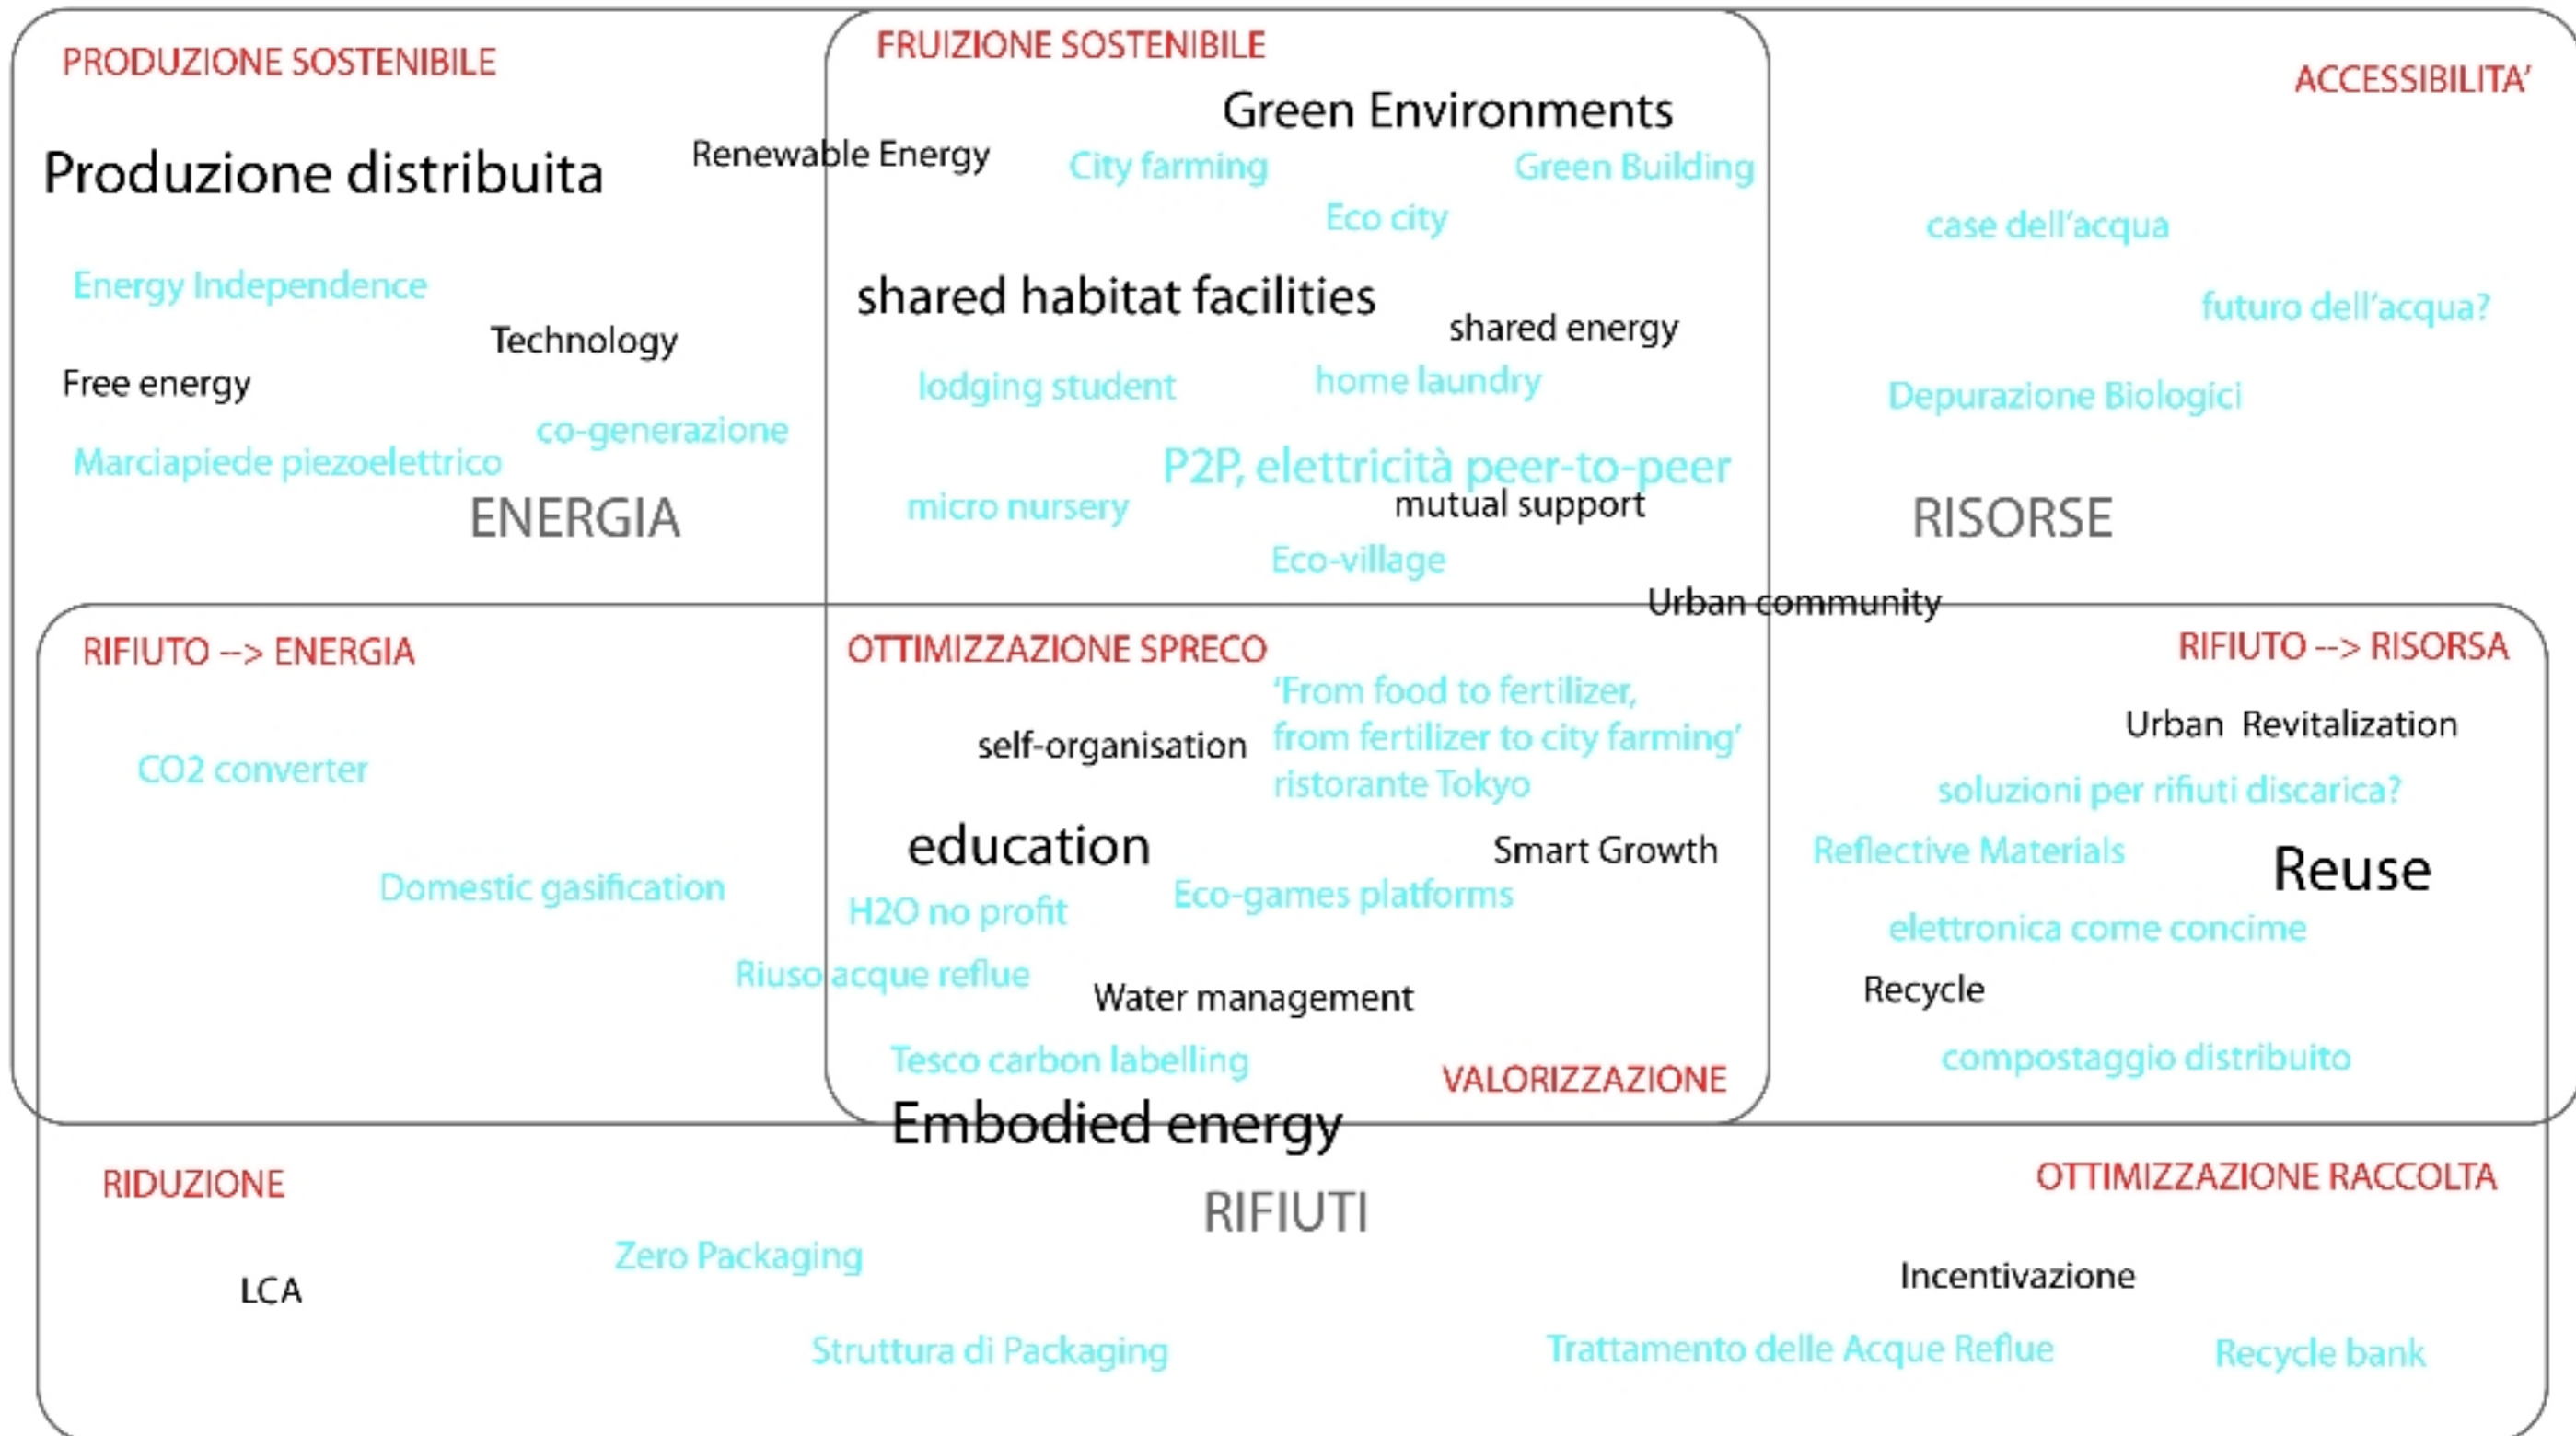 PRODUZIONE SOSTENIBILE
Produzione distribuita
Renewable Energy
Energy Independence
Technology
Free energy
co-generazione
Marciapiede piezoelettrico
ENERGIA
FRUIZIONE SOSTENIBILE
Green Environments
City farming
Green Building
Eco city
shared habitat facilities
shared energy
lodging student
home laundry
P2P, elettricità peer-to-peer
micro nursery
mutual support
Eco-village
ACCESSIBILITA'
case dell'acqua
futuro dell'acqua?
Depurazione Biologici
RISORSE
Urban community
RIFIUTO --> ENERGIA
CO2 converter
Domestic gasification
OTTIMIZZAZIONE SPRECO
'From food to fertilizer,
from fertilizer to city farming'
ristorante Tokyo
self-organisation
education
Smart Growth
Eco-games platforms
H2O no profit
Riuso acque reflue
Water management
Tesco carbon labelling
VALORIZZAZIONE
Embodied energy
RIFIUTO --> RISORSA
Urban Revitalization
soluzioni per rifiuti discarica?
Reflective Materials
Reuse
elettronica come concime
Recycle
compostaggio distribuito
RIDUZIONE
RIFIUTI
OTTIMIZZAZIONE RACCOLTA
Zero Packaging
LCA
Incentivazione
Struttura di Packaging
Trattamento delle Acque Reflue
Recycle bank